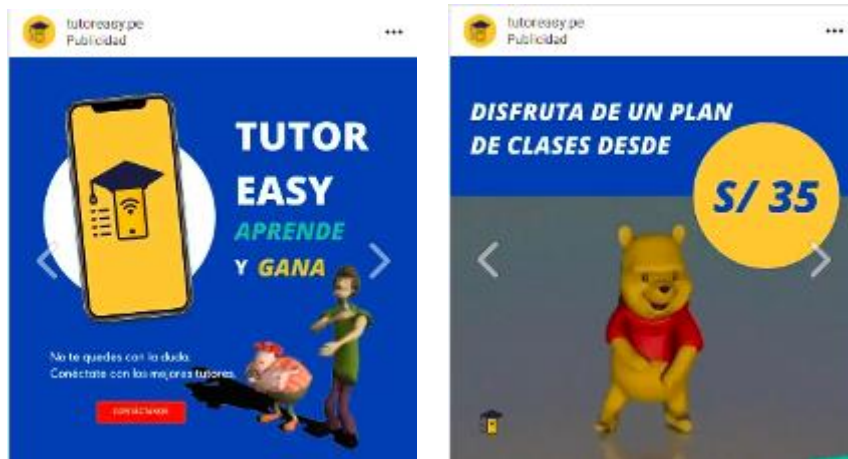 tutoreasy.pe
Publicidad
TUTOR
EASY
APRENDE
Y GANA
No te quedes con la duda.
Conéctate con los mejores tutores.
CONTÁCTANOS
tutoreasy.pe
Publicidad
DISFRUTA DE UN PLAN
DE CLASES DESDE
S/ 35